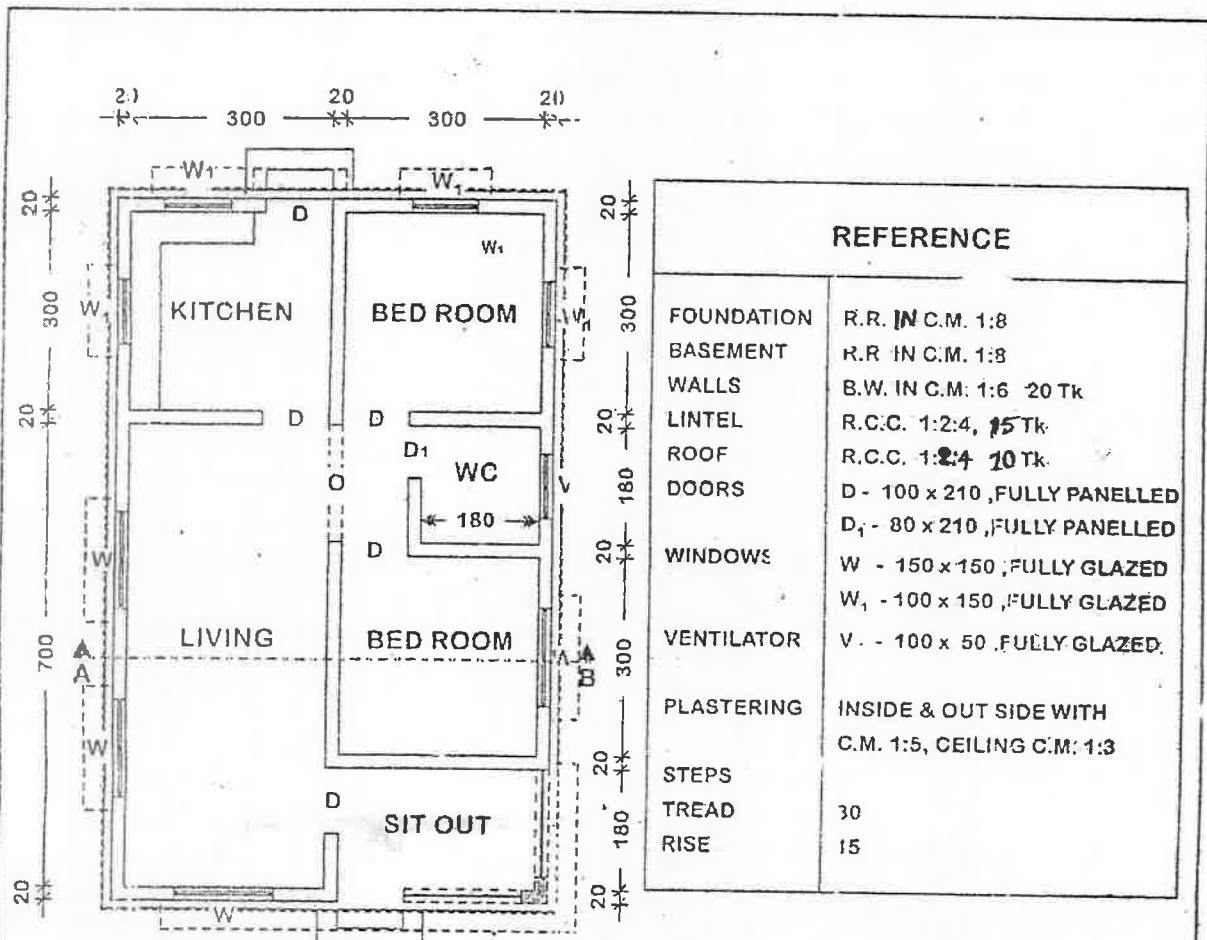 20 20 20
300 300
W1 W1
20 D 20
W1
300 W KITCHEN BED ROOM 300
20 D D 20
D1
WC
O V 180
180
D 20
W
700 LIVING BED ROOM 300
A B
W
20
D
SIT OUT 180
20 W 20
REFERENCE
FOUNDATION R.R. IN C.M. 1:8
BASEMENT R.R IN C.M. 1:8
WALLS B.W. IN C.M: 1:6 20 Tk
LINTEL R.C.C. 1:2:4, 15 Tk.
ROOF R.C.C. 1:2:4 10 Tk.
DOORS D - 100 x 210 ,FULLY PANELLED
D1 - 80 x 210 ,FULLY PANELLED
WINDOWS W - 150 x 150 ,FULLY GLAZED
W1 - 100 x 150 ,FULLY GLAZED
VENTILATOR V. - 100 x 50 ,FULLY GLAZED.
PLASTERING INSIDE & OUT SIDE WITH
C.M. 1:5, CEILING C.M: 1:3
STEPS
TREAD 30
RISE 15